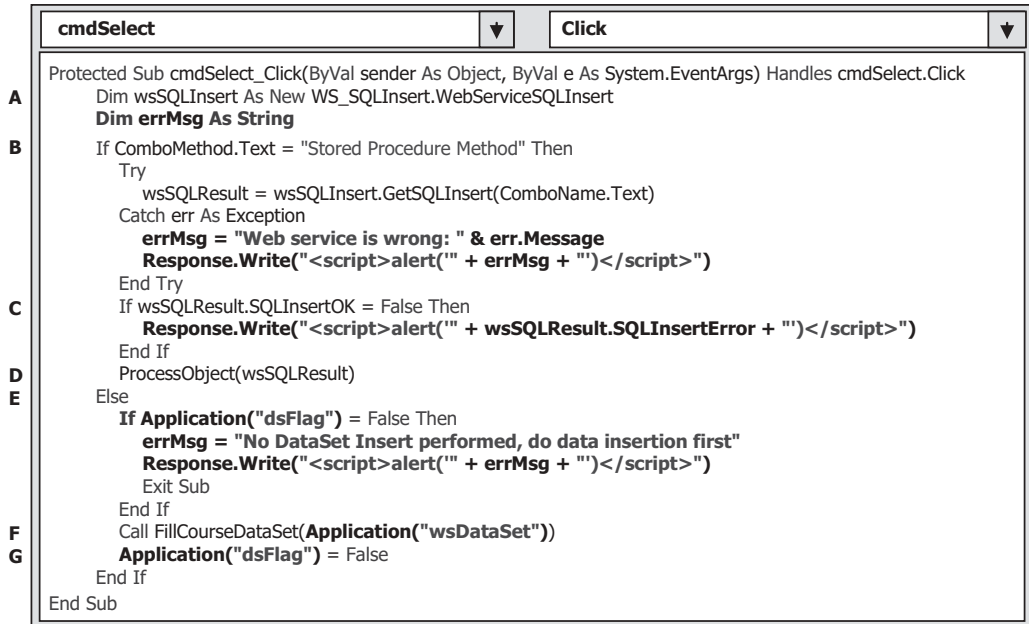 cmdSelect Click
Protected Sub cmdSelect_Click(ByVal sender As Object, ByVal e As System.EventArgs) Handles cmdSelect.Click
A Dim wsSQLInsert As New WS_SQLInsert.WebServiceSQLInsert
Dim errMsg As String
B If ComboMethod.Text = "Stored Procedure Method" Then
Try
wsSQLResult = wsSQLInsert.GetSQLInsert(ComboName.Text)
Catch err As Exception
errMsg = "Web service is wrong: " & err.Message
Response.Write("<script>alert('" + errMsg + "')</script>")
End Try
C If wsSQLResult.SQLInsertOK = False Then
Response.Write("<script>alert('" + wsSQLResult.SQLInsertError + "')</script>")
End If
D ProcessObject(wsSQLResult)
E Else
If Application("dsFlag") = False Then
errMsg = "No DataSet Insert performed, do data insertion first"
Response.Write("<script>alert('" + errMsg + "')</script>")
Exit Sub
End If
F Call FillCourseDataSet(Application("wsDataSet"))
G Application("dsFlag") = False
End If
End Sub